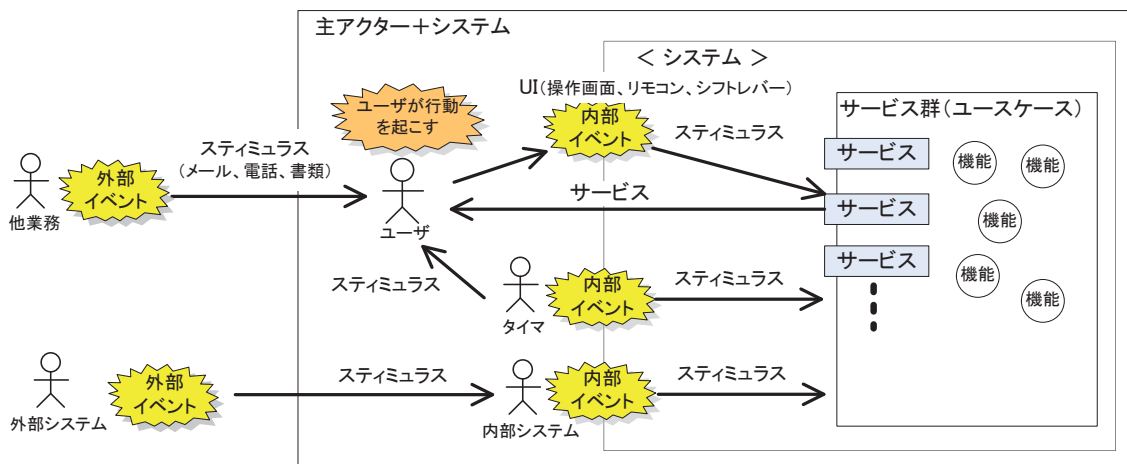 主アクター＋システム
＜ システム ＞
UI（操作画面、リモコン、シフトレバー）
サービス群（ユースケース）
ユーザが行動
を起こす
内部
イベント
スティミュラス
サービス
機能
機能
スティミュラス
（メール、電話、書類）
外部
イベント
他業務
ユーザ
サービス
サービス
機能
サービス
機能
機能
スティミュラス
タイマ
内部
イベント
スティミュラス
外部システム
外部
イベント
スティミュラス
内部システム
内部
イベント
スティミュラス